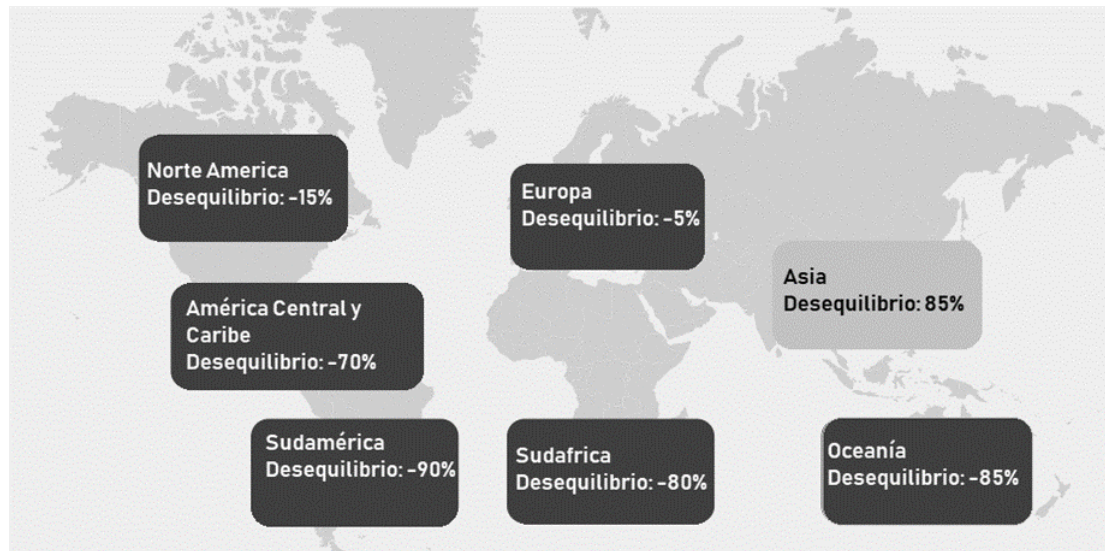 Norte America
Desequilibrio: -15%
Europa
Desequilibrio: -5%
Asia
Desequilibrio: 85%
América Central y
Caribe
Desequilibrio: -70%
Sudamérica
Desequilibrio: -90%
Sudafrica
Desequilibrio: -80%
Oceanía
Desequilibrio: -85%